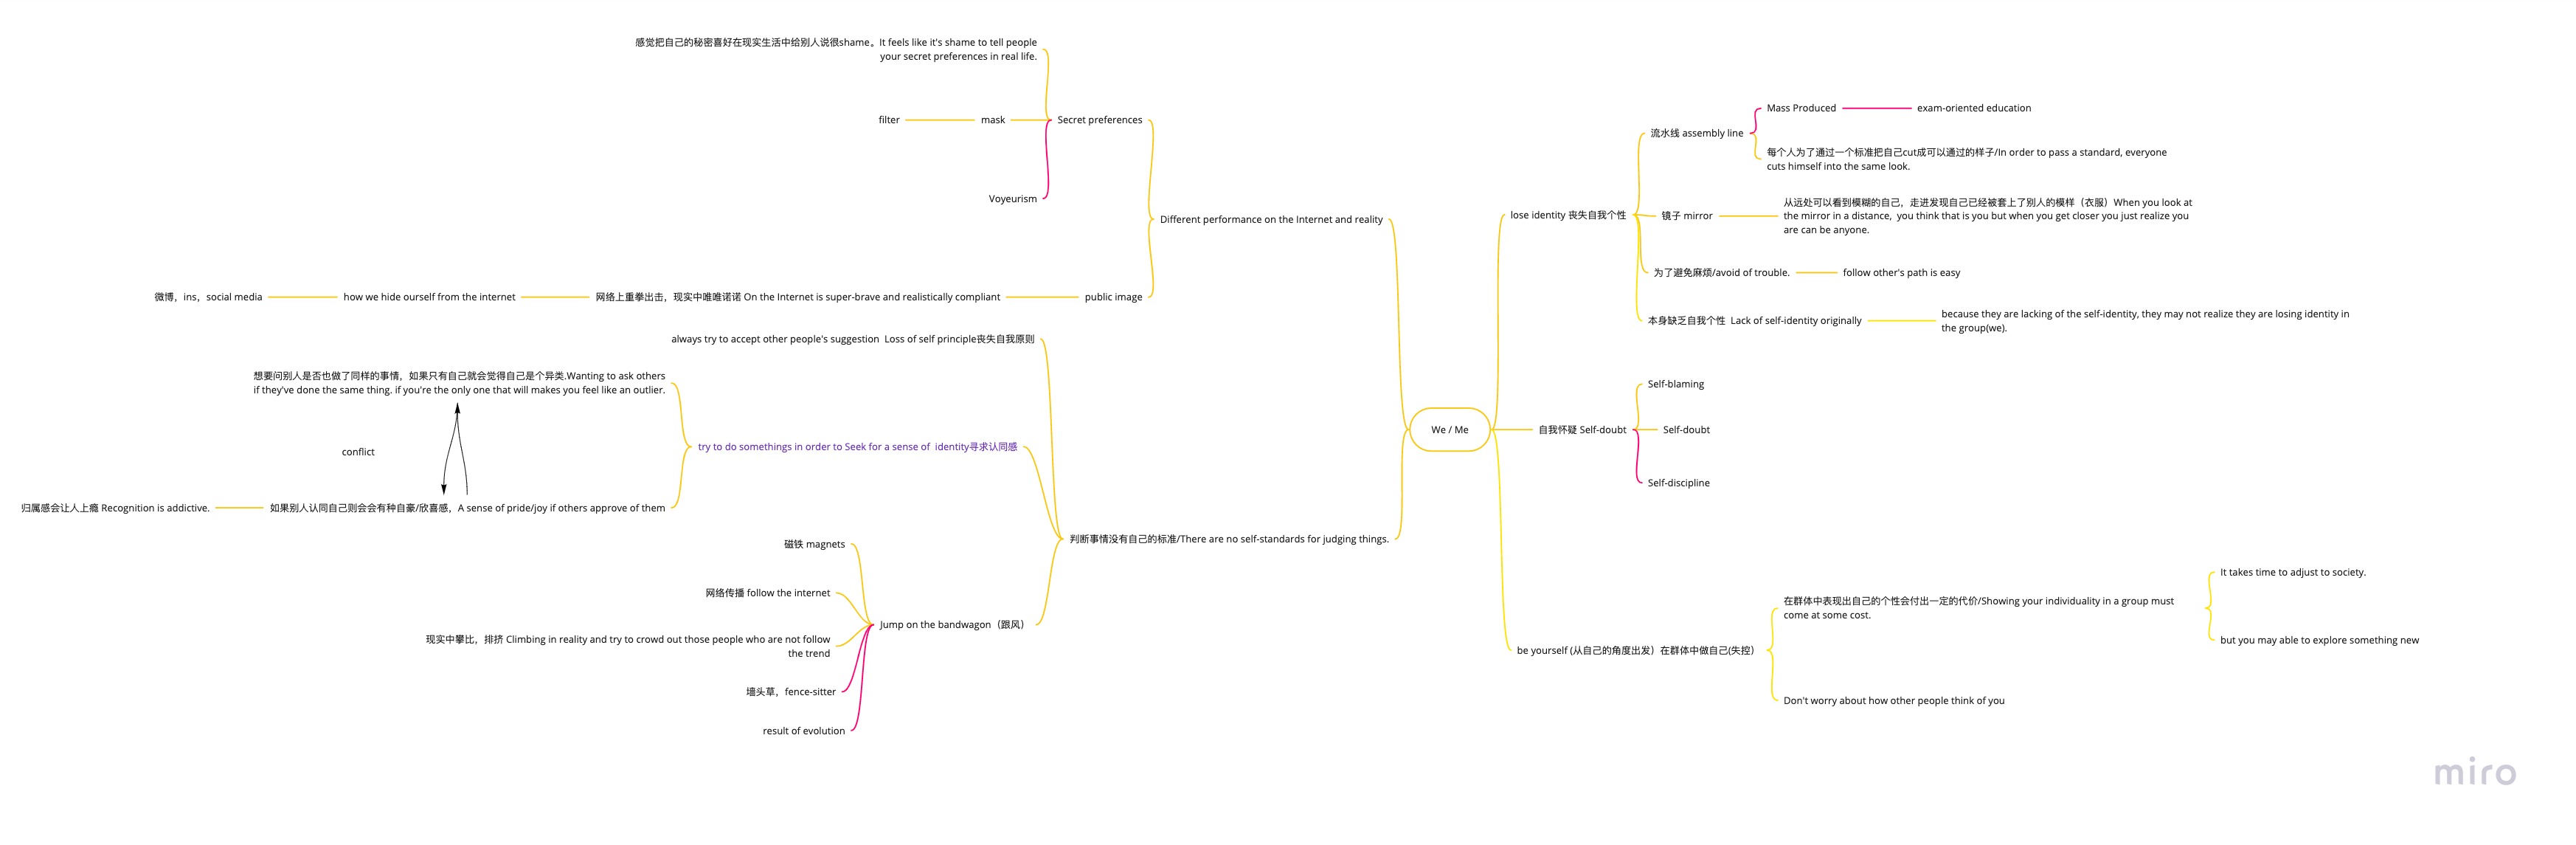 感觉把自己的秘密喜好在现实生活中给别人说很shame。It feels like it's shame to tell people
your secret preferences in real life.
filter
mask
Secret preferences
Voyeurism
Different performance on the Internet and reality
微博，ins，social media
how we hide ourself from the internet
网络上重拳出击，现实中唯唯诺诺 On the Internet is super-brave and realistically compliant
public image
always try to accept other people's suggestion  Loss of self principle丧失自我原则
想要问别人是否也做了同样的事情，如果只有自己就会觉得自己是个异类.Wanting to ask others
if they've done the same thing. if you're the only one that will makes you feel like an outlier.
try to do somethings in order to Seek for a sense of  identity寻求认同感
conflict
归属感会让人上瘾 Recognition is addictive.
如果别人认同自己则会会有种自豪/欣喜感，A sense of pride/joy if others approve of them
判断事情没有自己的标准/There are no self-standards for judging things.
磁铁 magnets
网络传播 follow the internet
Jump on the bandwagon（跟风）
现实中攀比，排挤 Climbing in reality and try to crowd out those people who are not follow
the trend
墙头草，fence-sitter
result of evolution
We / Me
lose identity 丧失自我个性
流水线 assembly line
Mass Produced
exam-oriented education
每个人为了通过一个标准把自己cut成可以通过的样子/In order to pass a standard, everyone
cuts himself into the same look.
镜子 mirror
从远处可以看到模糊的自己，走进发现自己已经被套上了别人的模样（衣服）When you look at
the mirror in a distance,  you think that is you but when you get closer you just realize you
are can be anyone.
为了避免麻烦/avoid of trouble.
follow other's path is easy
本身缺乏自我个性  Lack of self-identity originally
because they are lacking of the self-identity, they may not realize they are losing identity in
the group(we).
自我怀疑 Self-doubt
Self-blaming
Self-doubt
Self-discipline
be yourself (从自己的角度出发）在群体中做自己(失控）
在群体中表现出自己的个性会付出一定的代价/Showing your individuality in a group must
come at some cost.
It takes time to adjust to society.
but you may able to explore something new
Don't worry about how other people think of you
miro